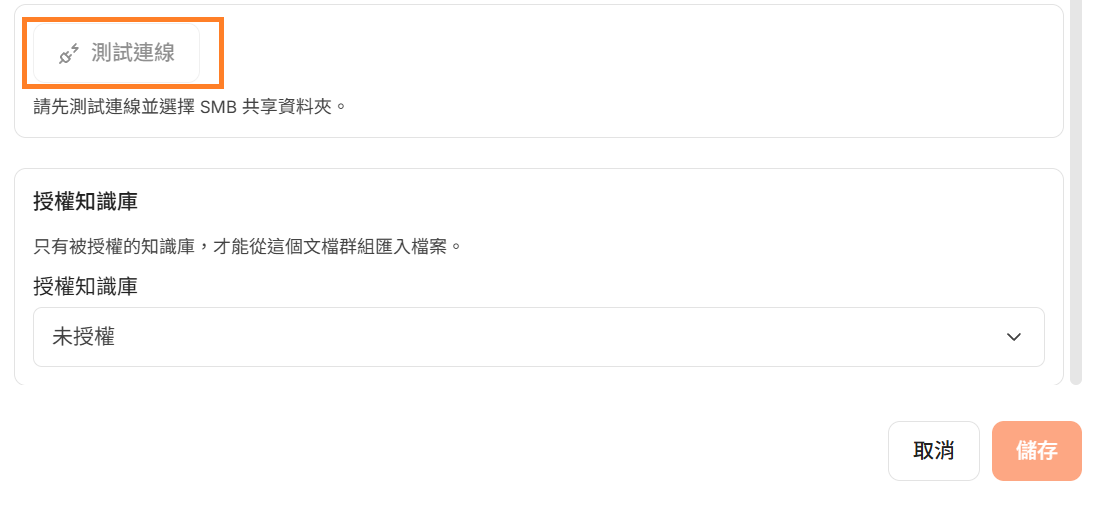 測試連線
請先測試連線並選擇 SMB 共享資料夾。
授權知識庫
只有被授權的知識庫，才能從這個文檔群組匯入檔案。
授權知識庫
未授權
取消
儲存